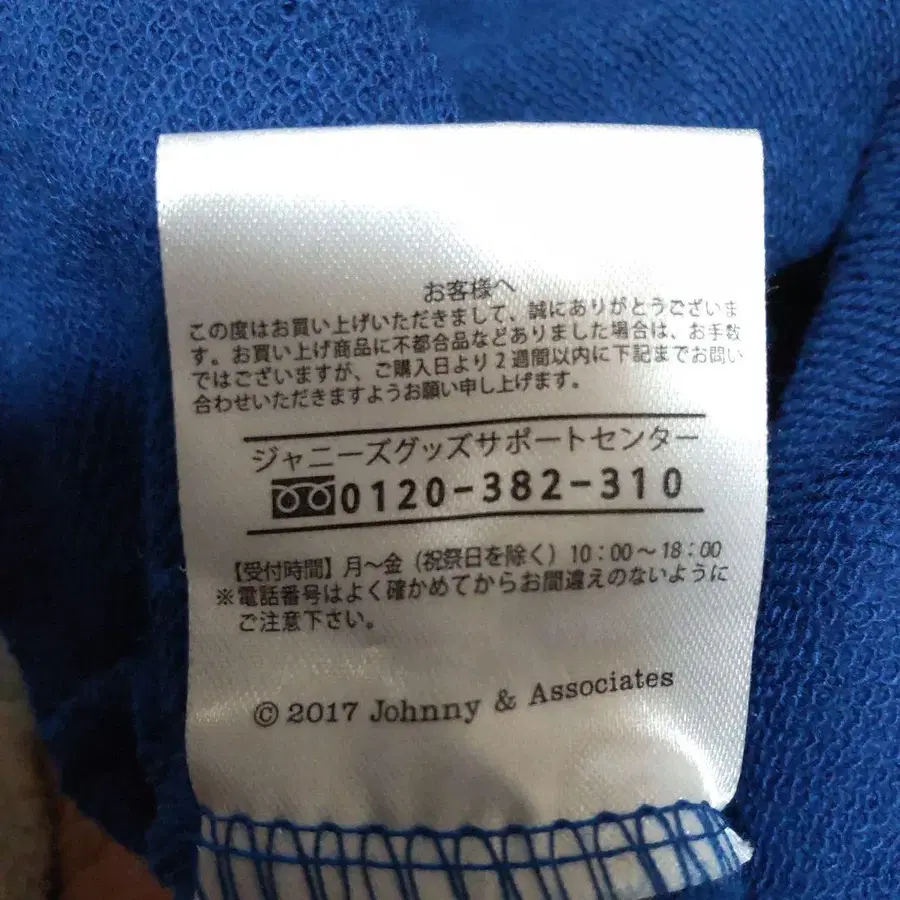 お客様へ
この度はお買い上げいただきまして、誠にありがとうございま
す。お買い上げ商品に不都合品などありました場合は、お手数
ではございますが、ご購入日より2週間以内に下記までお問い
合わせいただきますようお願い申し上げます。
ジャニーズグッズサポートセンター
0120-382-310
【受付時間】月〜金（祝祭日を除く）10：00〜18：00
※電話番号はよく確かめてからお間違えのないように
ご注意下さい。
© 2017 Johnny & Associates